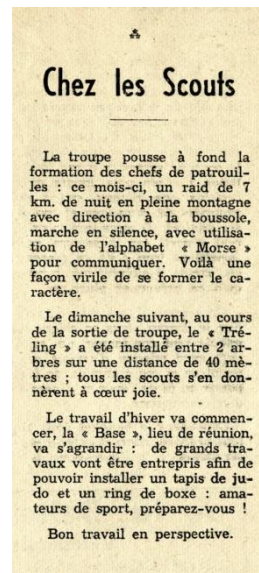 Chez les Scouts
La troupe pousse à fond la
formation des chefs de patrouil-
les : ce mois-ci, un raid de 7
km. de nuit en pleine montagne
avec direction à la boussole,
marche en silence, avec utilisa-
tion de l'alphabet « Morse »
pour communiquer. Voilà une
façon virile de se former le ca-
ractère.
Le dimanche suivant, au cours
de la sortie de troupe, le « Tré-
ling » a été installé entre 2 ar-
bres sur une distance de 40 mè-
tres ; tous les scouts s'en don-
nèrent à cœur joie.
Le travail d'hiver va commen-
cer, la « Base », lieu de réunion,
va s'agrandir : de grands tra-
vaux vont être entrepris afin de
pouvoir installer un tapis de ju-
do et un ring de boxe : ama-
teurs de sport, préparez-vous !
Bon travail en perspective.